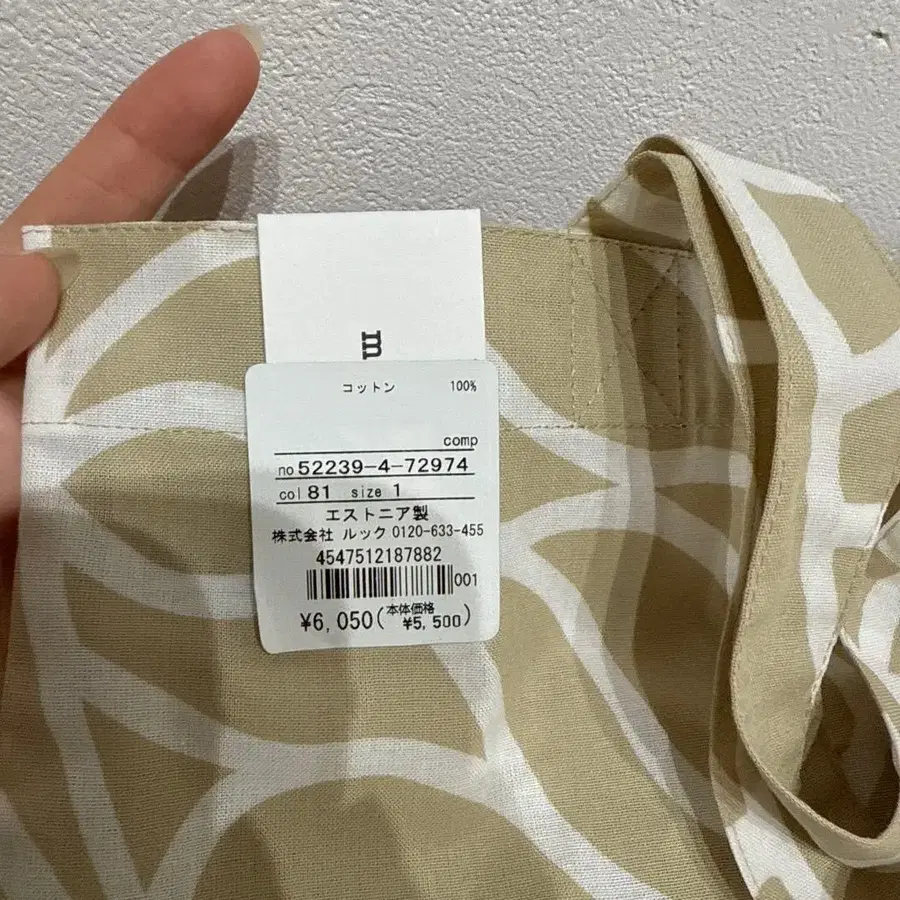 m
コットン 100%
comp
no 52239-4-72974
col 81 size 1
エストニア製
株式会社 ルック 0120-633-455
4547512187882
001
¥6,050(本体価格 ¥5,500)